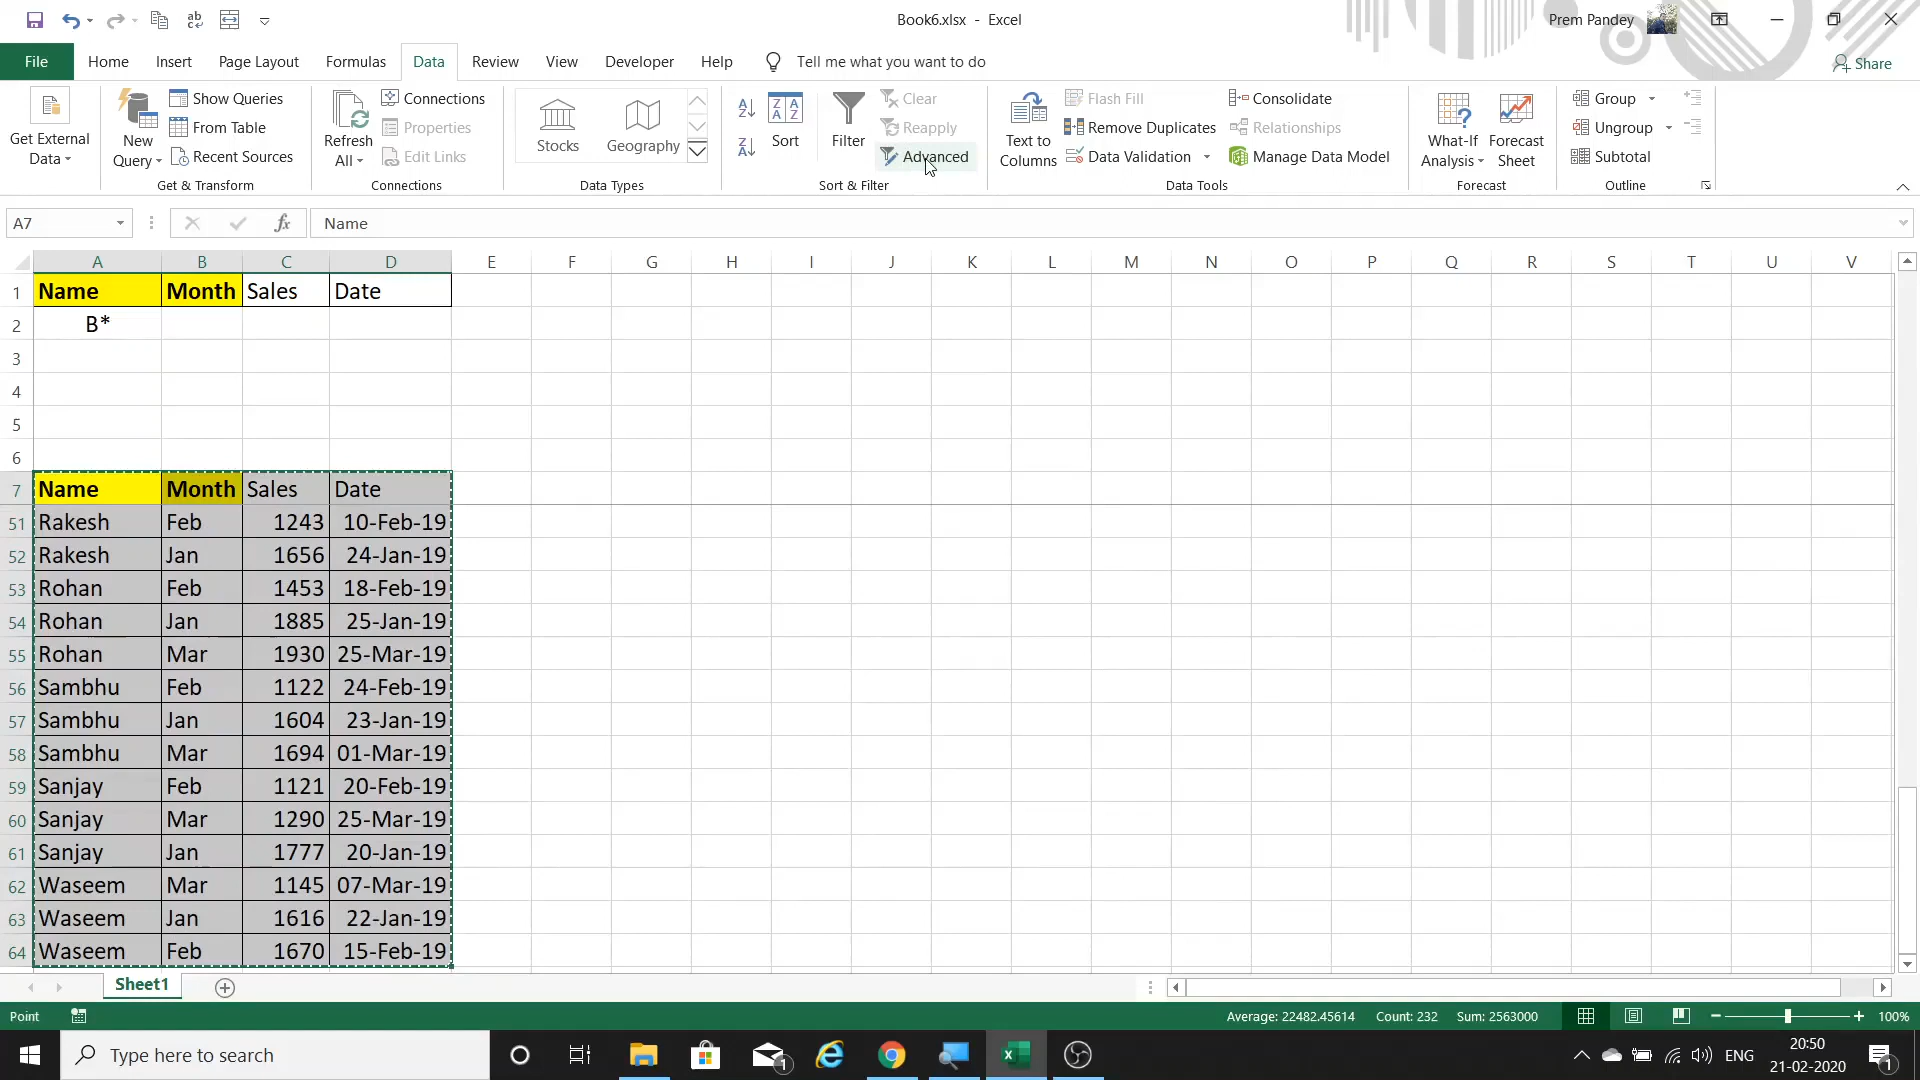 Book6.xlsx - Excel
Prem Pandey
File Home Insert Page Layout Formulas Data Review View Developer Help Tell me what you want to do Share
Get External Data
New Query
Show Queries
From Table
Recent Sources
Get & Transform
Refresh All
Connections
Properties
Edit Links
Connections
Stocks
Geography
Data Types
Sort
Filter
Clear
Reapply
Advanced
Sort & Filter
Text to Columns
Flash Fill
Remove Duplicates
Data Validation
Consolidate
Relationships
Manage Data Model
Data Tools
What-If Analysis
Forecast Sheet
Forecast
Group
Ungroup
Subtotal
Outline
A7 fx Name
A B C D E F G H I J K L M N O P Q R S T U V
1 Name Month Sales Date
2 B*
3
4
5
6
7 Name Month Sales Date
51 Rakesh Feb 1243 10-Feb-19
52 Rakesh Jan 1656 24-Jan-19
53 Rohan Feb 1453 18-Feb-19
54 Rohan Jan 1885 25-Jan-19
55 Rohan Mar 1930 25-Mar-19
56 Sambhu Feb 1122 24-Feb-19
57 Sambhu Jan 1604 23-Jan-19
58 Sambhu Mar 1694 01-Mar-19
59 Sanjay Feb 1121 20-Feb-19
60 Sanjay Mar 1290 25-Mar-19
61 Sanjay Jan 1777 20-Jan-19
62 Waseem Mar 1145 07-Mar-19
63 Waseem Jan 1616 22-Jan-19
64 Waseem Feb 1670 15-Feb-19
Sheet1
Point Average: 22482.45614 Count: 232 Sum: 2563000 100%
Type here to search
1
ENG
20:50
21-02-2020
1